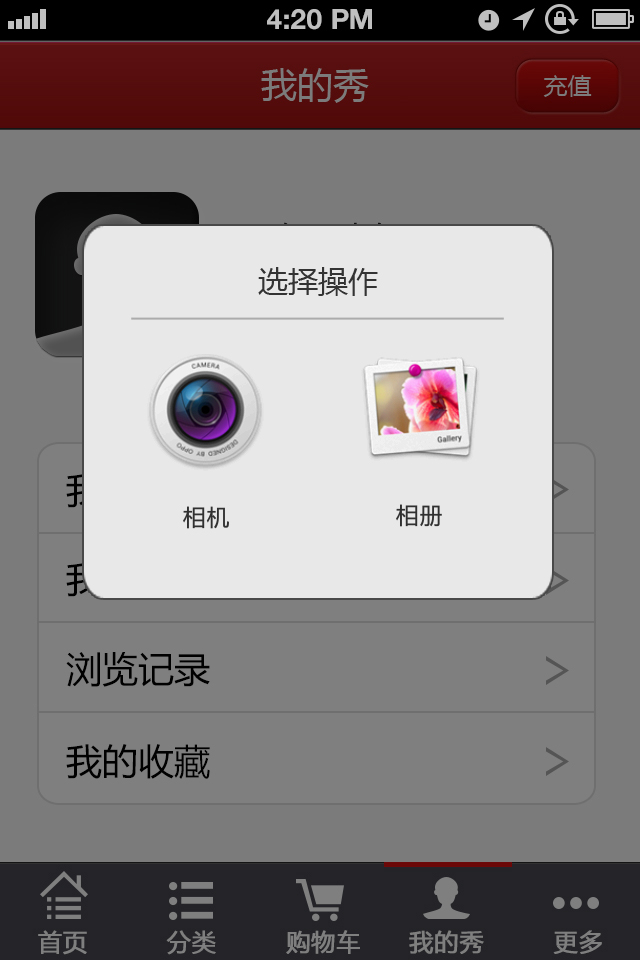 4:20 PM
我的秀
充值
选择操作
CAMERA
DESIGNED BY OPPO
Gallery
相机
相册
我
我
浏览记录
我的收藏
首页
分类
购物车
我的秀
更多